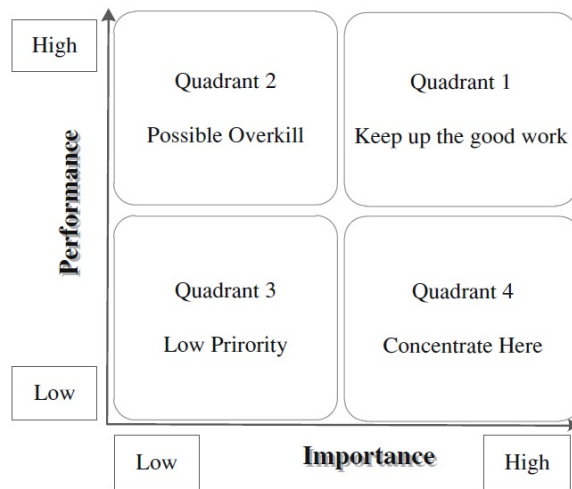 High
Quadrant 2
Possible Overkill
Quadrant 1
Keep up the good work
Performance
Quadrant 3
Low Prirority
Quadrant 4
Concentrate Here
Low
Low
Importance
High